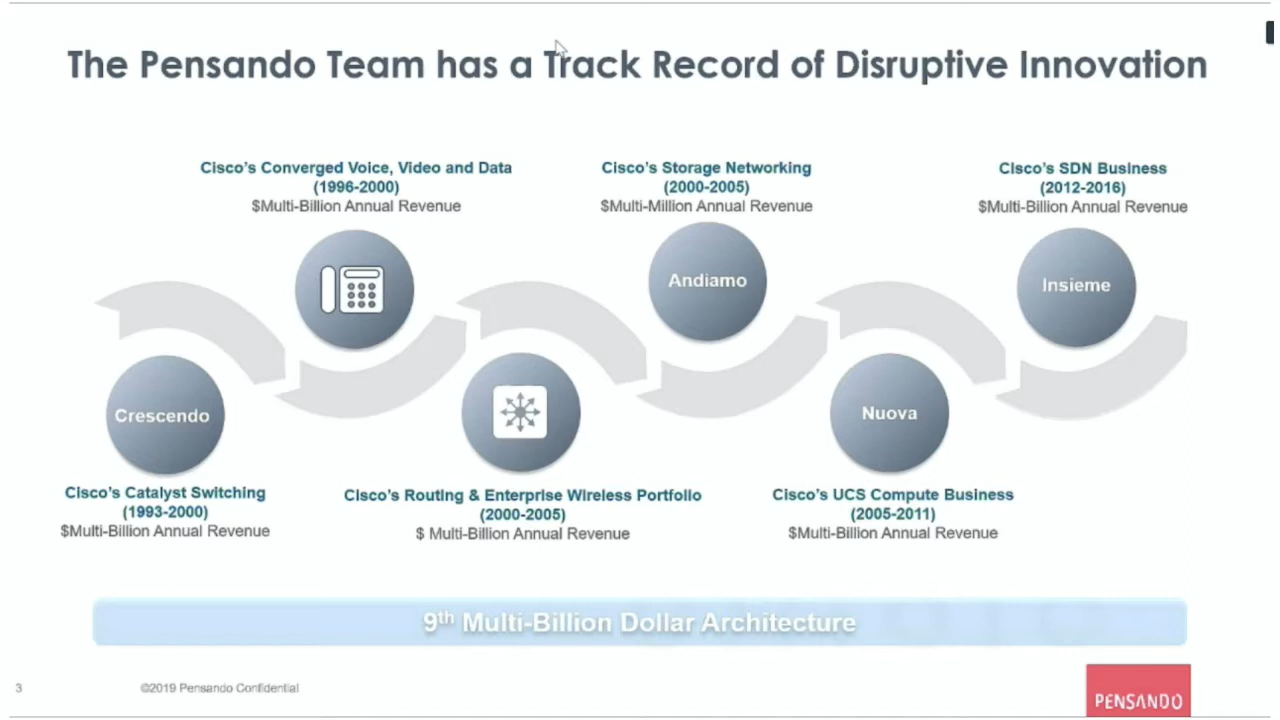 The Pensando Team has a Track Record of Disruptive Innovation
Cisco's Converged Voice, Video and Data
(1996-2000)
$Multi-Billion Annual Revenue
Cisco's Storage Networking
(2000-2005)
$Multi-Million Annual Revenue
Cisco's SDN Business
(2012-2016)
$Multi-Billion Annual Revenue
Andiamo
Insieme
Crescendo
Nuova
Cisco's Catalyst Switching
(1993-2000)
$Multi-Billion Annual Revenue
Cisco's Routing & Enterprise Wireless Portfolio
(2000-2005)
$ Multi-Billion Annual Revenue
Cisco's UCS Compute Business
(2005-2011)
$Multi-Billion Annual Revenue
9th Multi-Billion Dollar Architecture
3
©2019 Pensando Confidential
PENSANDO